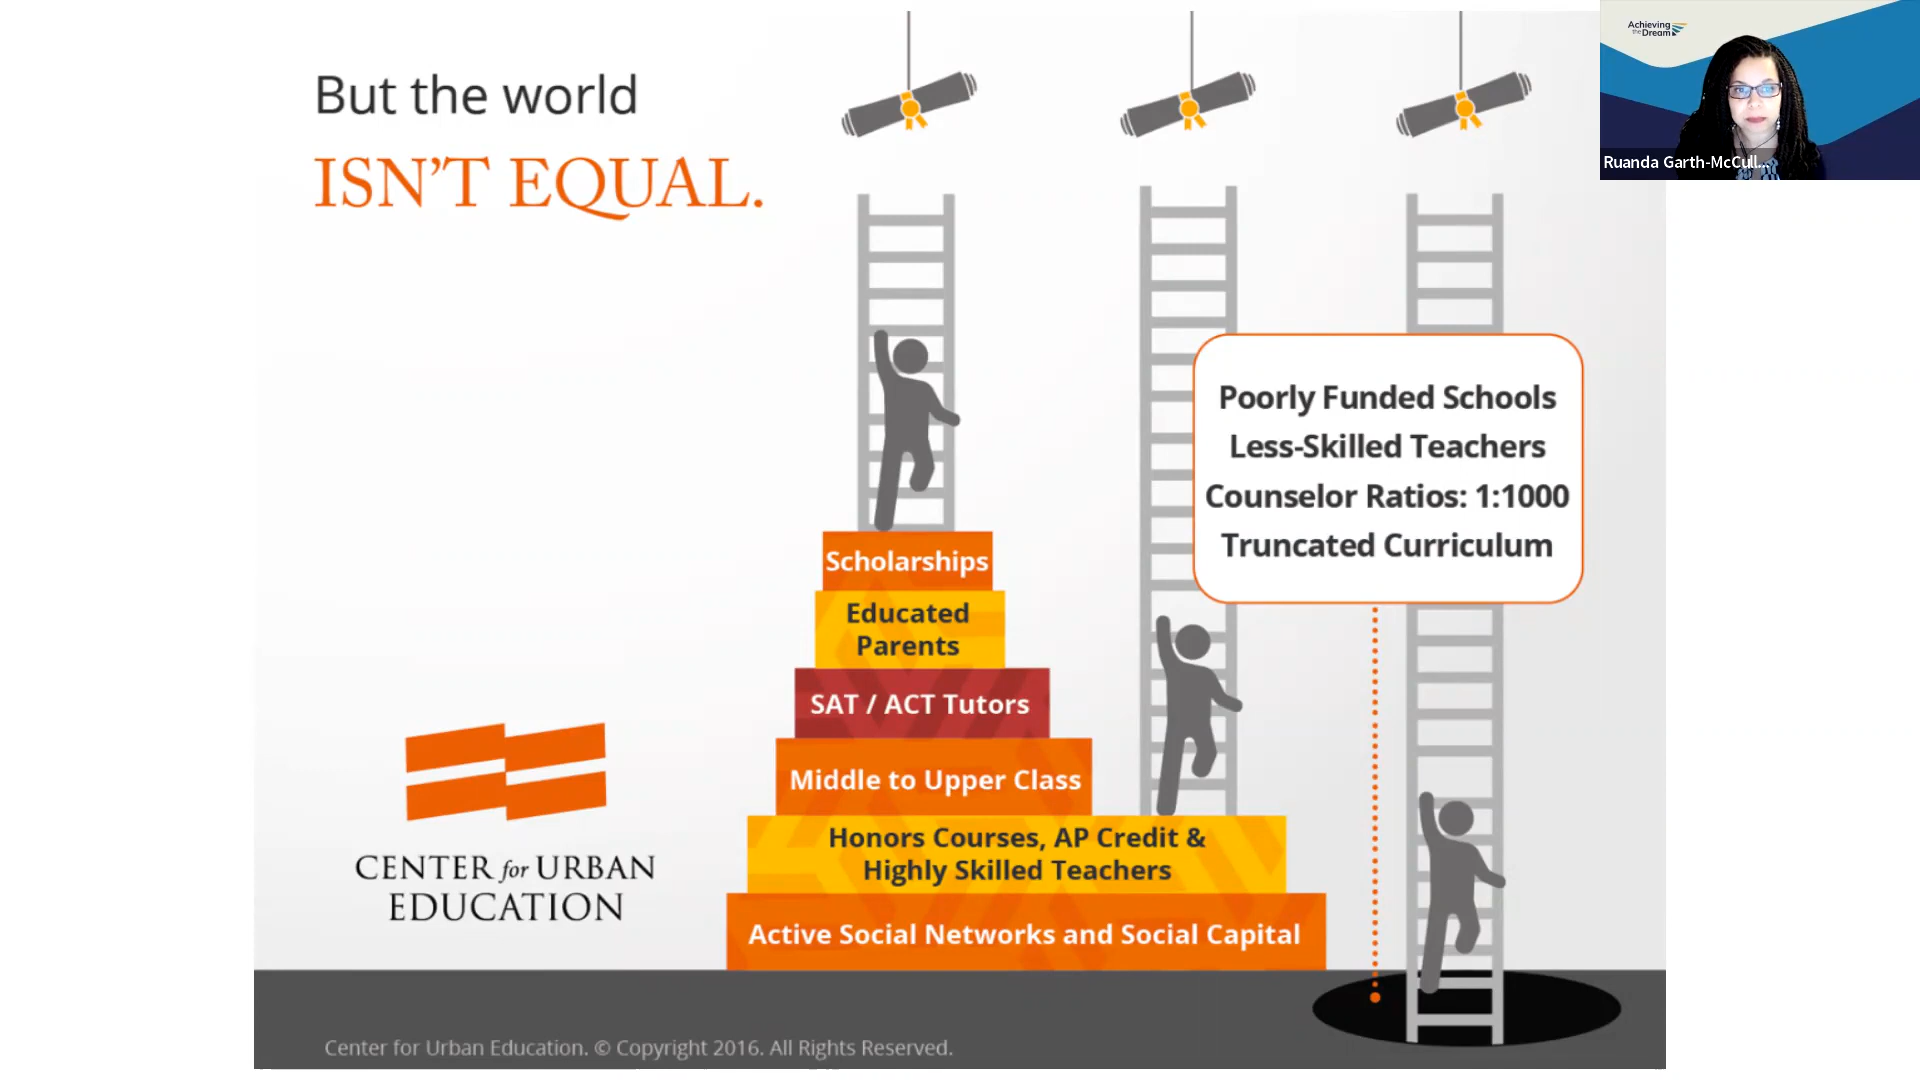 But the world
ISN'T EQUAL.
Achieving
the Dream
Ruanda Garth-McCull...
Poorly Funded Schools
Less-Skilled Teachers
Counselor Ratios: 1:1000
Truncated Curriculum
Scholarships
Educated
Parents
SAT / ACT Tutors
Middle to Upper Class
Honors Courses, AP Credit &
Highly Skilled Teachers
Active Social Networks and Social Capital
CENTER for URBAN
EDUCATION
Center for Urban Education. © Copyright 2016. All Rights Reserved.